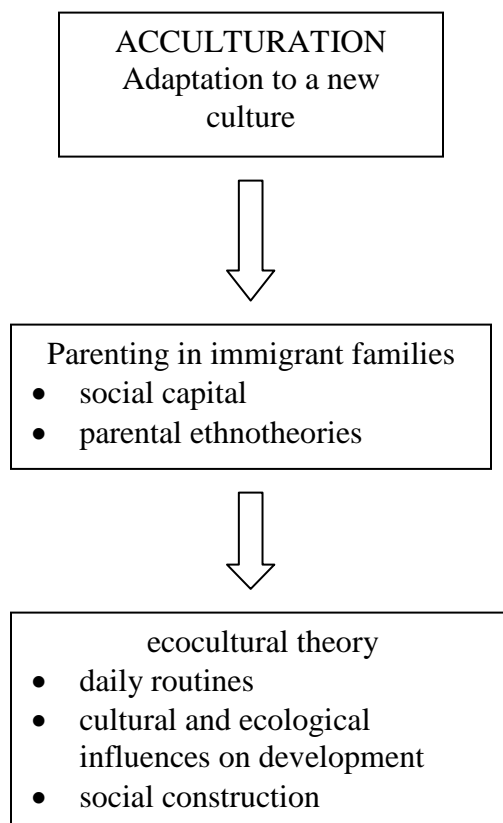 ACCULTURATION
Adaptation to a new
culture
Parenting in immigrant families
• social capital
• parental ethnotheories
ecocultural theory
• daily routines
• cultural and ecological
influences on development
• social construction